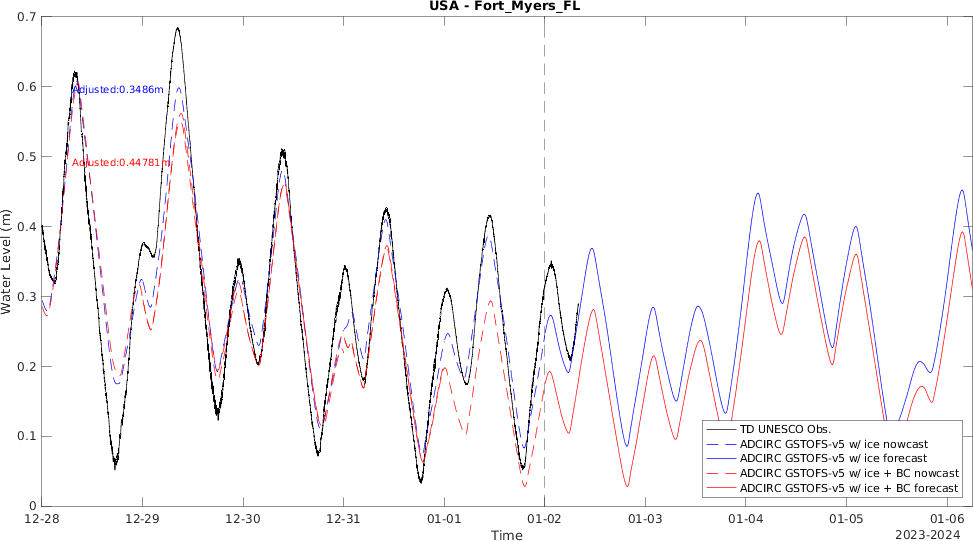 USA - Fort_Myers_FL
0.7
0.6
0.5
0.4
0.3
0.2
0.1
0
Water Level (m)
Adjusted:0.3486m
Adjusted:0.44781m
TD UNESCO Obs.
ADCIRC GSTOFS-v5 w/ ice nowcast
ADCIRC GSTOFS-v5 w/ ice forecast
ADCIRC GSTOFS-v5 w/ ice + BC nowcast
ADCIRC GSTOFS-v5 w/ ice + BC forecast
12-28 12-29 12-30 12-31 01-01 01-02 01-03 01-04 01-05 01-06
Time
2023-2024